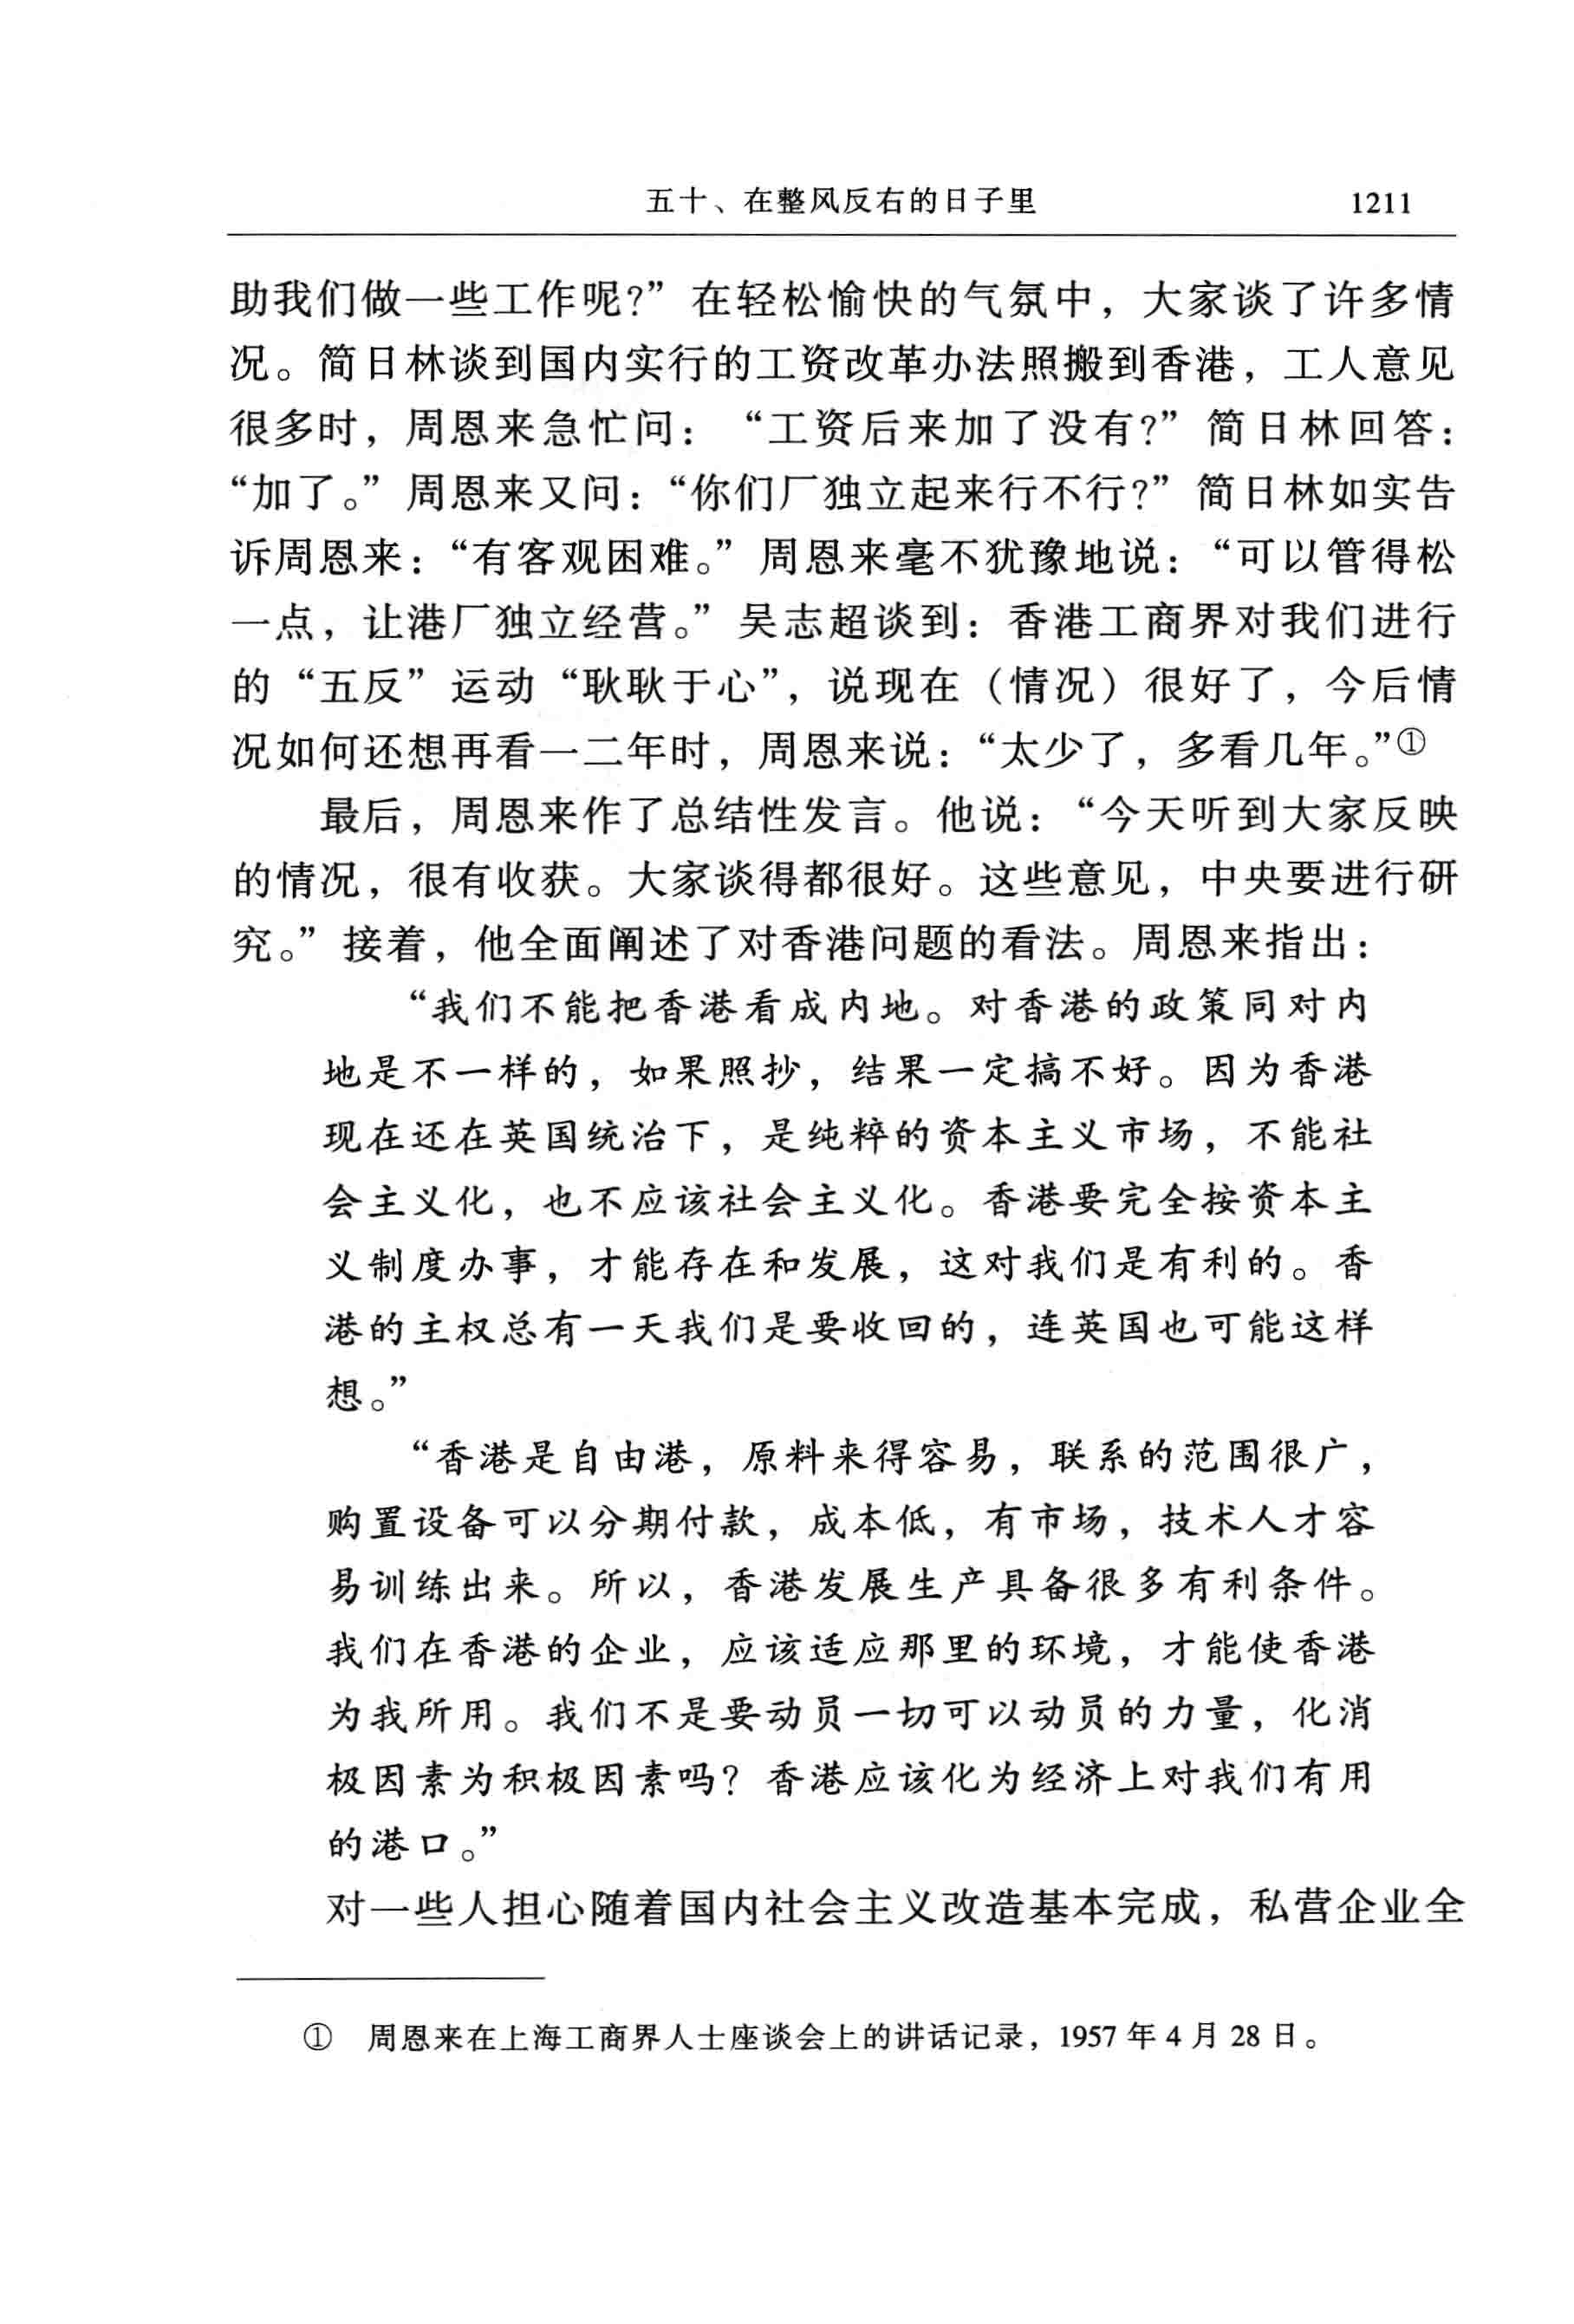 五十、在整风反右的日子里 1211
助我们做一些工作呢?”在轻松愉快的气氛中，大家谈了许多情
况。简日林谈到国内实行的工资改革办法照搬到香港，工人意见
很多时，周恩来急忙问：“工资后来加了没有?”简日林回答：
“加了。”周恩来又问：“你们厂独立起来行不行?”简日林如实告
诉周恩来：“有客观困难。”周恩来毫不犹豫地说：“可以管得松
一点，让港厂独立经营。”吴志超谈到：香港工商界对我们进行
的“五反”运动“耿耿于心”，说现在（情况）很好了，今后情
况如何还想再看一二年时，周恩来说：“太少了，多看几年。”①
最后，周恩来作了总结性发言。他说：“今天听到大家反映
的情况，很有收获。大家谈得都很好。这些意见，中央要进行研
究。”接着，他全面阐述了对香港问题的看法。周恩来指出：
“我们不能把香港看成内地。对香港的政策同对内
地是不一样的，如果照抄，结果一定搞不好。因为香港
现在还在英国统治下，是纯粹的资本主义市场，不能社
会主义化，也不应该社会主义化。香港要完全按资本主
义制度办事，才能存在和发展，这对我们是有利的。香
港的主权总有一天我们是要收回的，连英国也可能这样
想。”
“香港是自由港，原料来得容易，联系的范围很广，
购置设备可以分期付款，成本低，有市场，技术人才容
易训练出来。所以，香港发展生产具备很多有利条件。
我们在香港的企业，应该适应那里的环境，才能使香港
为我所用。我们不是要动员一切可以动员的力量，化消
极因素为积极因素吗？香港应该化为经济上对我们有用
的港口。”
对一些人担心随着国内社会主义改造基本完成，私营企业全
① 周恩来在上海工商界人士座谈会上的讲话记录，1957 年 4 月 28 日。